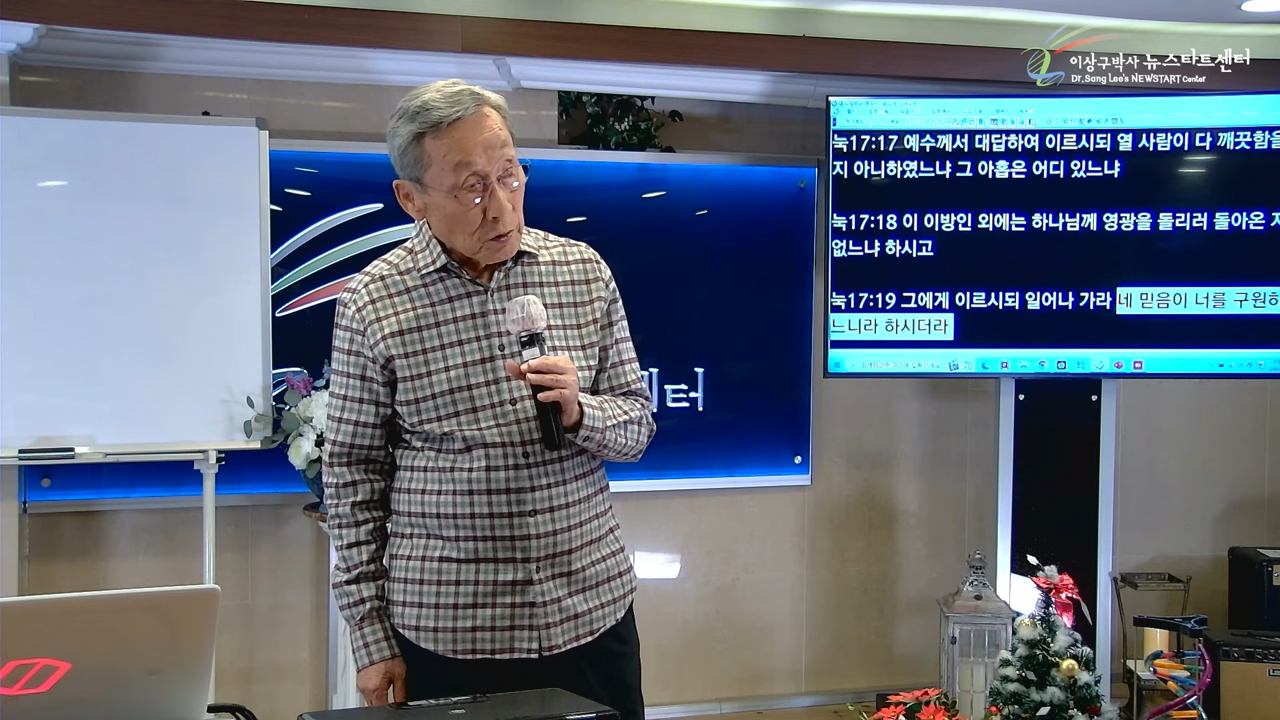 이상구박사 뉴스타트센터
Dr. Sang Lee's NEWSTART Center
눅17:17 예수께서 대답하여 이르시되 열 사람이 다 깨끗함을
지 아니하였느냐 그 아홉은 어디 있느냐
눅17:18 이 이방인 외에는 하나님께 영광을 돌리러 돌아온
없느냐 하시고
눅17:19 그에게 이르시되 일어나 가라 네 믿음이 너를 구원하
느니라 하시더라
센터